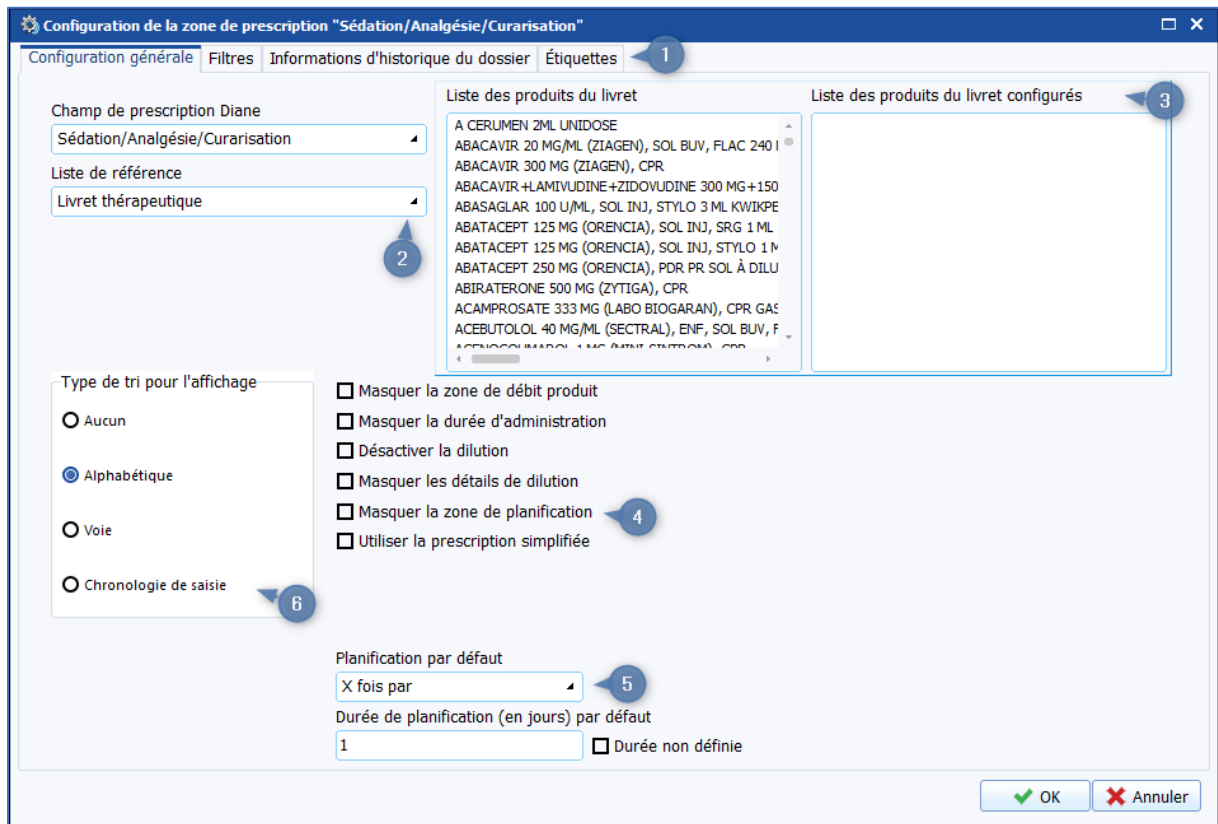 Configuration de la zone de prescription "Sédation/Analgésie/Curarisation"
Configuration générale Filtres Informations d'historique du dossier Étiquettes 1
Champ de prescription Diane
Sédation/Analgésie/Curarisation
Liste de référence
Livret thérapeutique
2
Liste des produits du livret
A CERUMEN 2ML UNIDOSE
ABACAVIR 20 MG/ML (ZIAGEN), SOL BUV, FLAC 240
ABACAVIR 300 MG (ZIAGEN), CPR
ABACAVIR+LAMIVUDINE+ZIDOVUDINE 300 MG+150
ABASAGLAR 100 U/ML, SOL INJ, STYLO 3 ML KWIKPE
ABATACEPT 125 MG (ORENCIA), SOL INJ, SRG 1 ML
ABATACEPT 125 MG (ORENCIA), SOL INJ, STYLO 1 M
ABATACEPT 250 MG (ORENCIA), PDR PR SOL À DILU
ABIRATERONE 500 MG (ZYTIGA), CPR
ACAMPROSATE 333 MG (LABO BIOGARAN), CPR GAS
ACEBUTOLOL 40 MG/ML (SECTRAL), ENF, SOL BUV, F
ACENOCOUMAROL 1 MG (MINI SINTROM), CPR
Liste des produits du livret configurés 3
Type de tri pour l'affichage
Aucun
Alphabétique
Voie
Chronologie de saisie
6
Masquer la zone de débit produit
Masquer la durée d'administration
Désactiver la dilution
Masquer les détails de dilution
Masquer la zone de planification 4
Utiliser la prescription simplifiée
Planification par défaut
X fois par 5
Durée de planification (en jours) par défaut
1 Durée non définie
OK Annuler